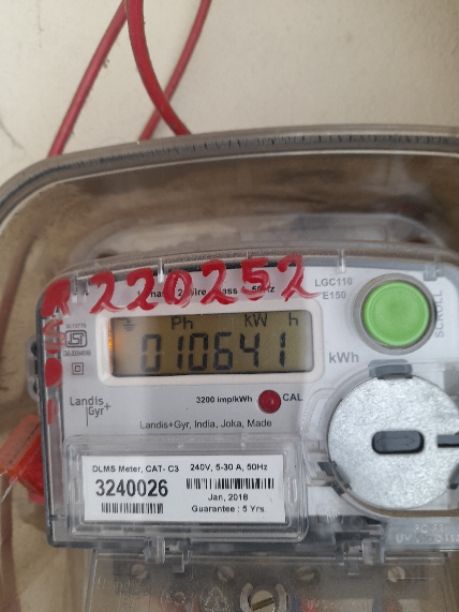 220252
LGC110
E150
SCROLL
Ph kW h
010641
kWh
3200 imp/kWh CAL
Landis
Gyr+
Landis+Gyr, India, Joka, Made
DLMS Meter, CAT- C3 240V, 5-30 A, 50Hz
3240026
Jan, 2018
Guarantee : 5 Yrs.